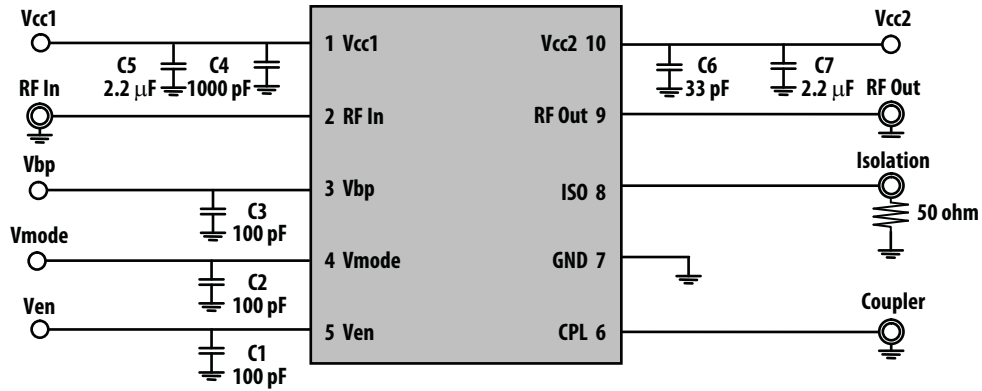 Vcc1
Vcc2
1 Vcc1
Vcc2 10
C5
2.2 μF
C4
1000 pF
C6
33 pF
C7
2.2 μF
RF In
RF Out
2 RF In
RF Out 9
Vbp
Isolation
3 Vbp
ISO 8
C3
100 pF
50 ohm
Vmode
4 Vmode
GND 7
C2
100 pF
Ven
Coupler
5 Ven
CPL 6
C1
100 pF